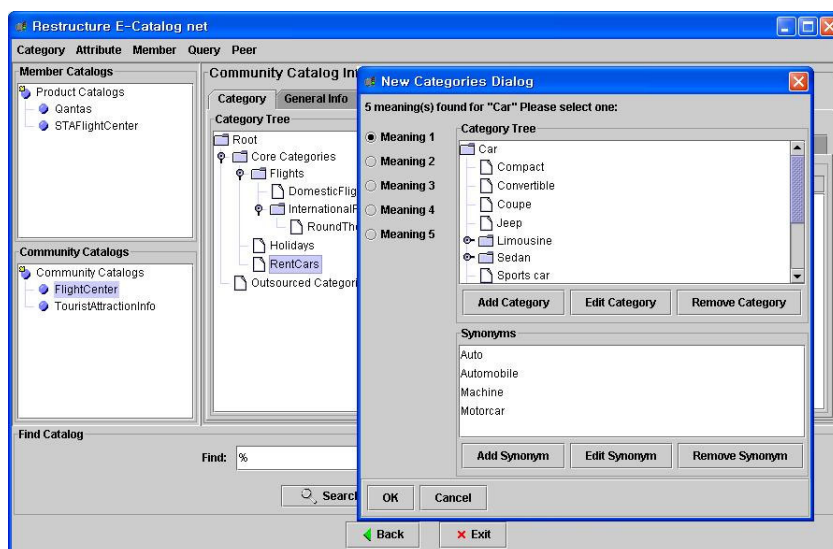 Restructure E-Catalog net
Category Attribute Member Query Peer
Member Catalogs
Product Catalogs
Qantas
STAFlightCenter
Community Catalogs
Community Catalogs
FlightCenter
TouristAttractionInfo
Community Catalog In
Category General Info
Category Tree
Root
Core Categories
Flights
DomesticFlig
InternationalF
RoundThe
Holidays
RentCars
Outsourced Categori
Find Catalog
Find: %
Search
Back Exit
New Categories Dialog
5 meaning(s) found for "Car" Please select one:
Meaning 1
Meaning 2
Meaning 3
Meaning 4
Meaning 5
Category Tree
Car
Compact
Convertible
Coupe
Jeep
Limousine
Sedan
Sports car
Add Category Edit Category Remove Category
Synonyms
Auto
Automobile
Machine
Motorcar
Add Synonym Edit Synonym Remove Synonym
OK Cancel